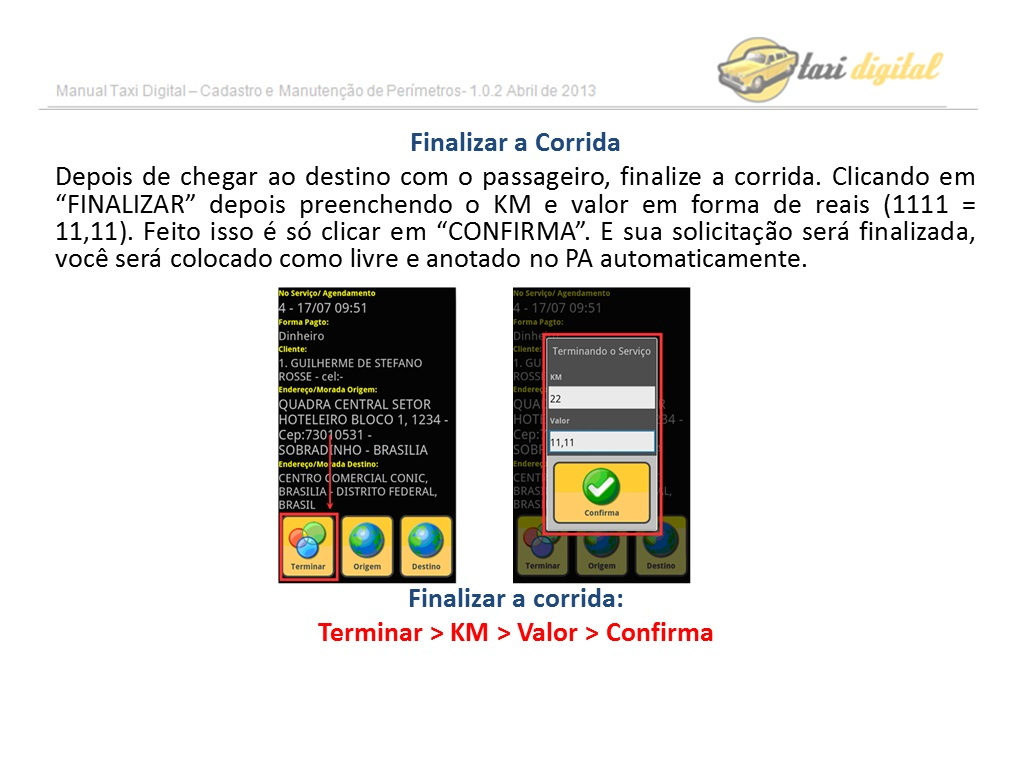 taxi digital
Manual Taxi Digital – Cadastro e Manutenção de Perímetros- 1.0.2 Abril de 2013
Finalizar a Corrida
Depois de chegar ao destino com o passageiro, finalize a corrida. Clicando em
“FINALIZAR” depois preenchendo o KM e valor em forma de reais (1111 =
11,11). Feito isso é só clicar em “CONFIRMA”. E sua solicitação será finalizada,
você será colocado como livre e anotado no PA automaticamente.
No Serviço/ Agendamento
4 - 17/07 09:51
Forma Pagto:
Dinheiro
Cliente:
1. GUILHERME DE STEFANO
ROSSE - cel:-
Endereço/Morada Origem:
QUADRA CENTRAL SETOR
HOTELEIRO BLOCO 1, 1234 -
Cep:73010531 -
SOBRADINHO - BRASILIA
Endereço/Morada Destino:
CENTRO COMERCIAL CONIC,
BRASILIA - DISTRITO FEDERAL,
BRASIL
Terminar Origem Destino
No Serviço/ Agendamento
4 - 17/07 09:51
Forma Pagto:
Terminando o Serviço
KM
22
Valor
11,11
Confirma
Terminar Origem Destino
Finalizar a corrida:
Terminar > KM > Valor > Confirma